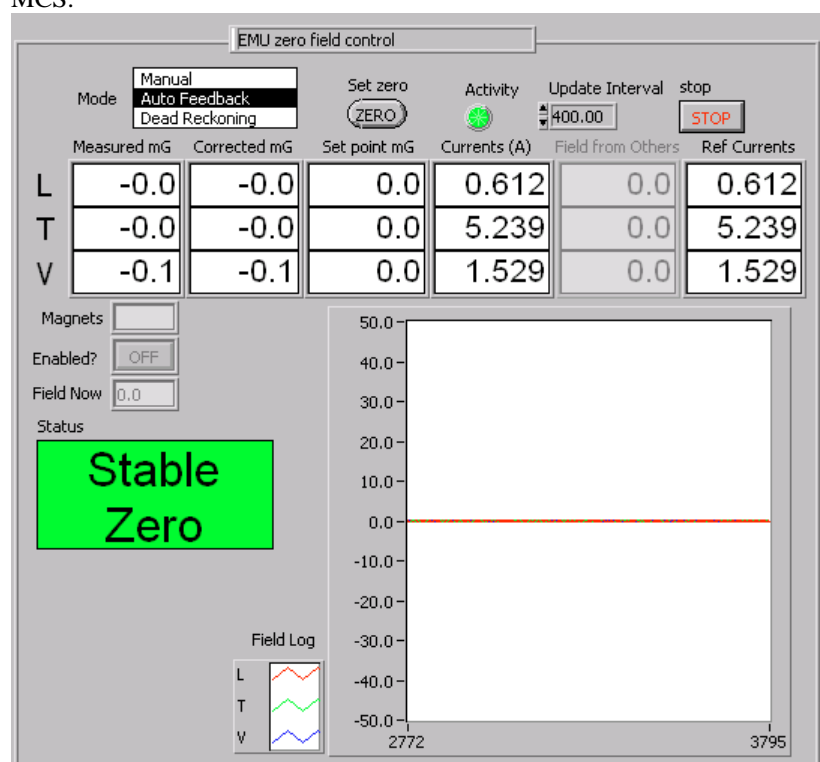 MCS.
EMU zero field control
Mode Manual Auto Feedback Dead Reckoning Set zero ZERO Activity Update Interval 400.00 stop STOP
Measured mG Corrected mG Set point mG Currents (A) Field from Others Ref Currents
L -0.0 -0.0 0.0 0.612 0.0 0.612
T -0.0 -0.0 0.0 5.239 0.0 5.239
V -0.1 -0.1 0.0 1.529 0.0 1.529
Magnets
Enabled? OFF
Field Now 0.0
Status
Stable
Zero
50.0
40.0
30.0
20.0
10.0
0.0
-10.0
-20.0
-30.0
-40.0
-50.0
2772 3795
Field Log
L
T
V